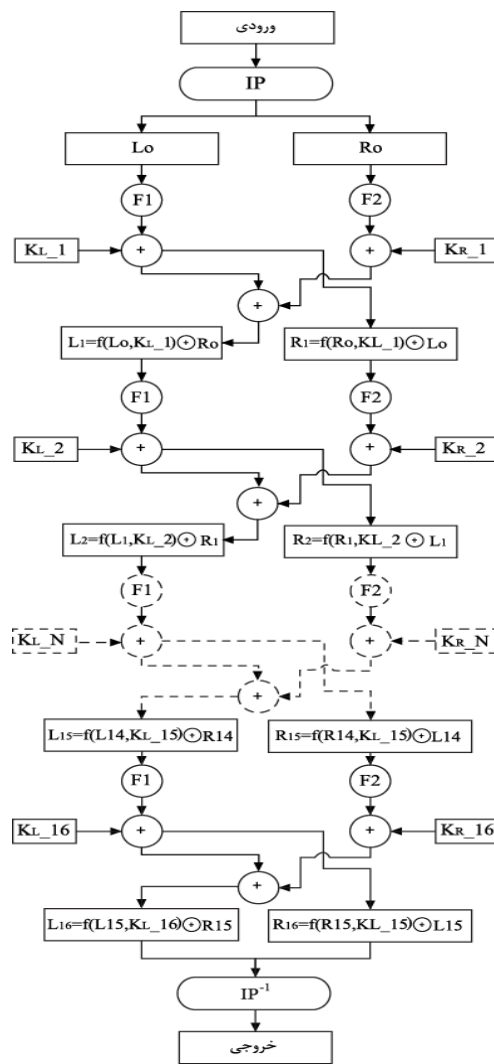 ورودی
IP
Lo Ro
F1 F2
KL_1 + + KR_1
+
L1=f(Lo,KL_1)⊕Ro R1=f(Ro,KL_1)⊕Lo
F1 F2
KL_2 + + KR_2
+
L2=f(L1,KL_2)⊕R1 R2=f(R1,KL_2⊕L1
F1 F2
KL_N + + KR_N
+
L15=f(L14,KL_15)⊕R14 R15=f(R14,KL_15)⊕L14
F1 F2
KL_16 + + KR_16
+
L16=f(L15,KL_16)⊕R15 R16=f(R15,KL_15)⊕L15
IP⁻¹
خروجی